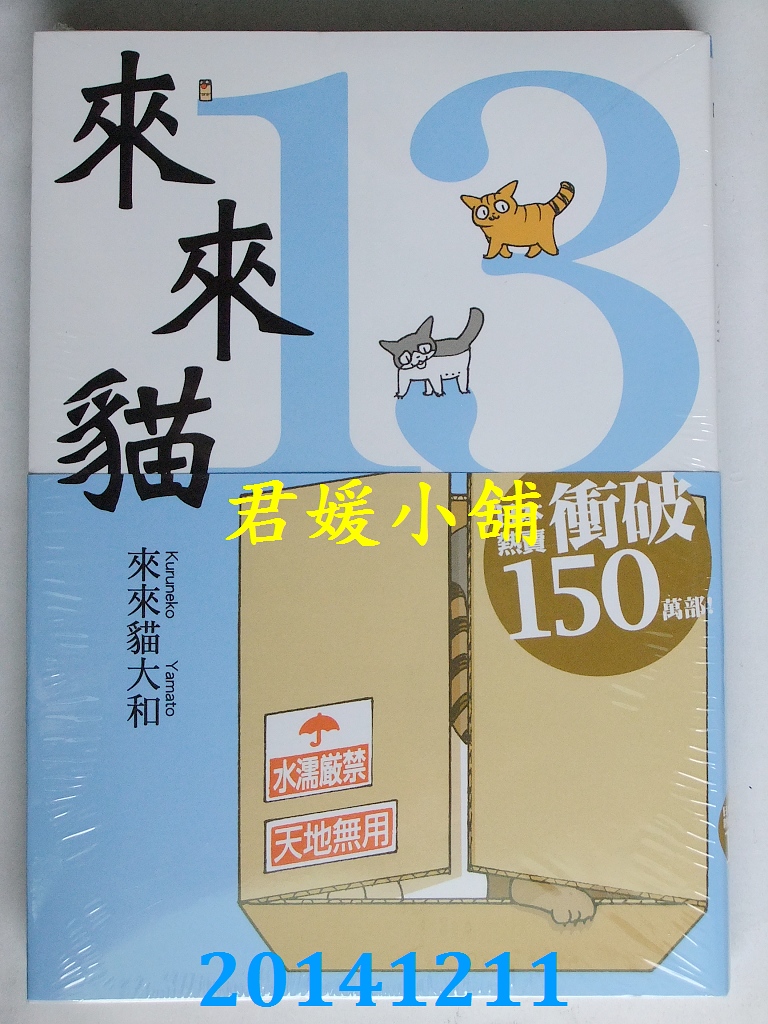 來來貓
13
君媛小舖
來來貓大和
Kuruneko Yamato
熱賣
衝破
150
萬部!
水濡厳禁
天地無用
20141211